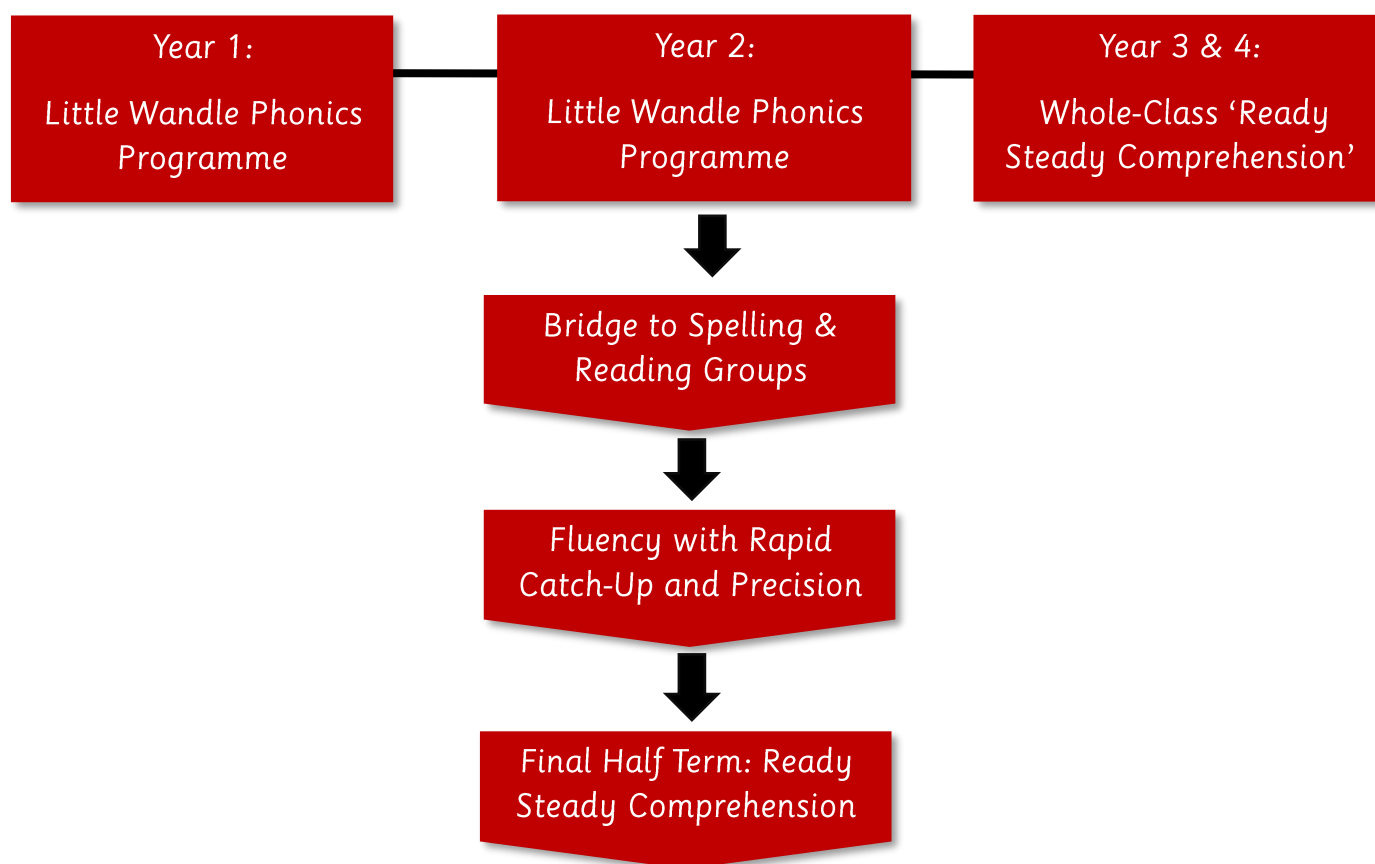 Year 1:
Little Wandle Phonics
Programme
Year 2:
Little Wandle Phonics
Programme
Year 3 & 4:
Whole-Class ‘Ready
Steady Comprehension’
Bridge to Spelling &
Reading Groups
Fluency with Rapid
Catch-Up and Precision
Final Half Term: Ready
Steady Comprehension